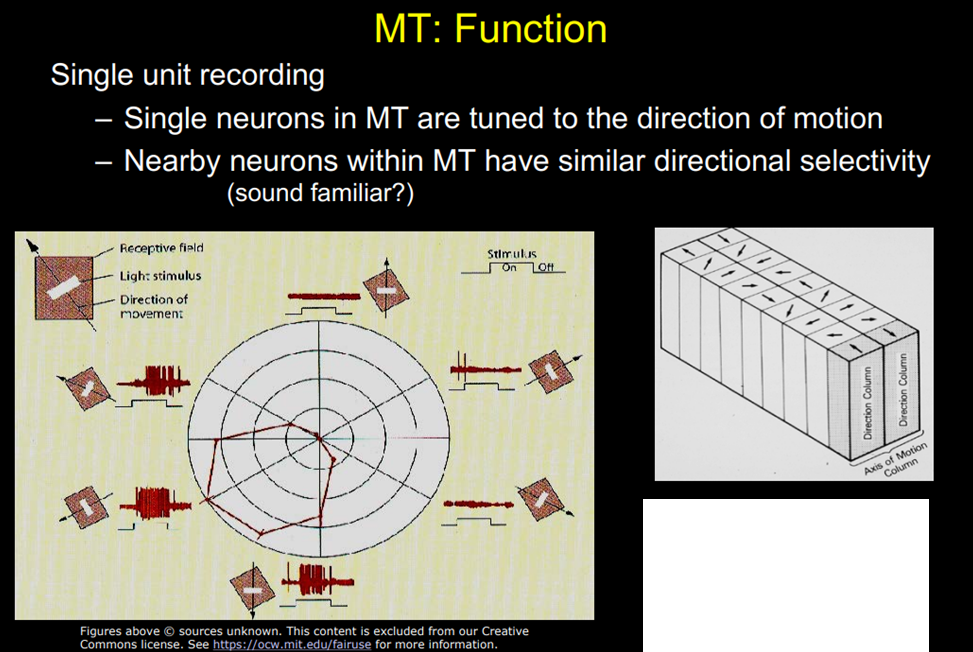 MT: Function
Single unit recording
– Single neurons in MT are tuned to the direction of motion
– Nearby neurons within MT have similar directional selectivity
(sound familiar?)
Receptive field
Light stimulus
Direction of
movement
Stimulus
On
Off
Direction Column
Direction Column
Axis of Motion
Column
Figures above © sources unknown. This content is excluded from our Creative
Commons license. See https://ocw.mit.edu/fairuse for more information.